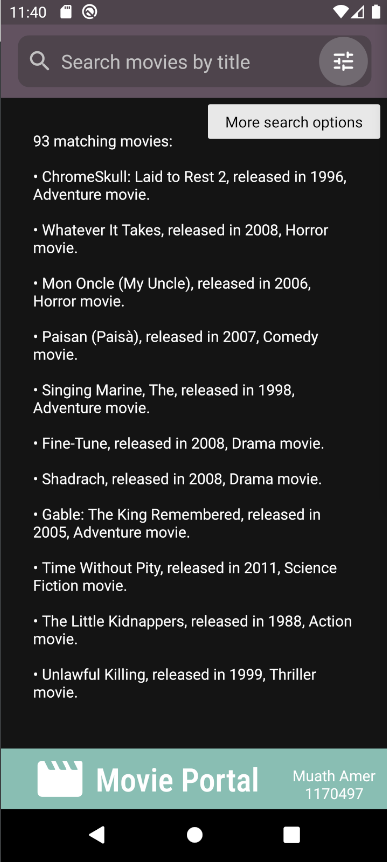 11:40
Search movies by title
More search options
93 matching movies:
• ChromeSkull: Laid to Rest 2, released in 1996,
Adventure movie.
• Whatever It Takes, released in 2008, Horror
movie.
• Mon Oncle (My Uncle), released in 2006,
Horror movie.
• Paisan (Paisà), released in 2007, Comedy
movie.
• Singing Marine, The, released in 1998,
Adventure movie.
• Fine-Tune, released in 2008, Drama movie.
• Shadrach, released in 2008, Drama movie.
• Gable: The King Remembered, released in
2005, Adventure movie.
• Time Without Pity, released in 2011, Science
Fiction movie.
• The Little Kidnappers, released in 1988, Action
movie.
• Unlawful Killing, released in 1999, Thriller
movie.
Movie Portal
Muath Amer
1170497